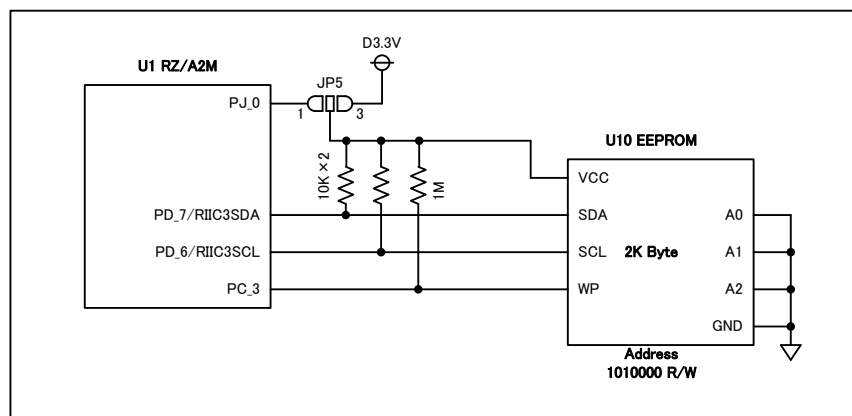 D3.3V
U1 RZ/A2M
JP5
PJ_0
1
3
U10 EEPROM
10K×2
1M
VCC
PD_7/RIIC3SDA
SDA
A0
PD_6/RIIC3SCL
SCL
2K Byte
A1
PC_3
WP
A2
GND
Address
1010000 R/W